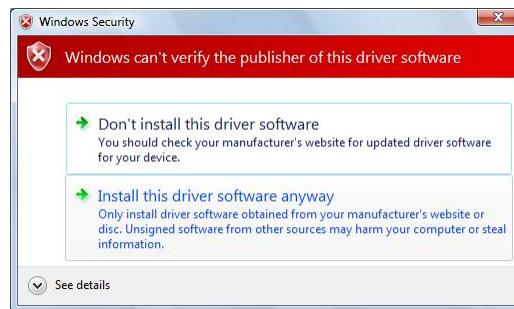 Windows Security
Windows can't verify the publisher of this driver software
Don't install this driver software
You should check your manufacturer's website for updated driver software
for your device.
Install this driver software anyway
Only install driver software obtained from your manufacturer's website or
disc. Unsigned software from other sources may harm your computer or steal
information.
See details